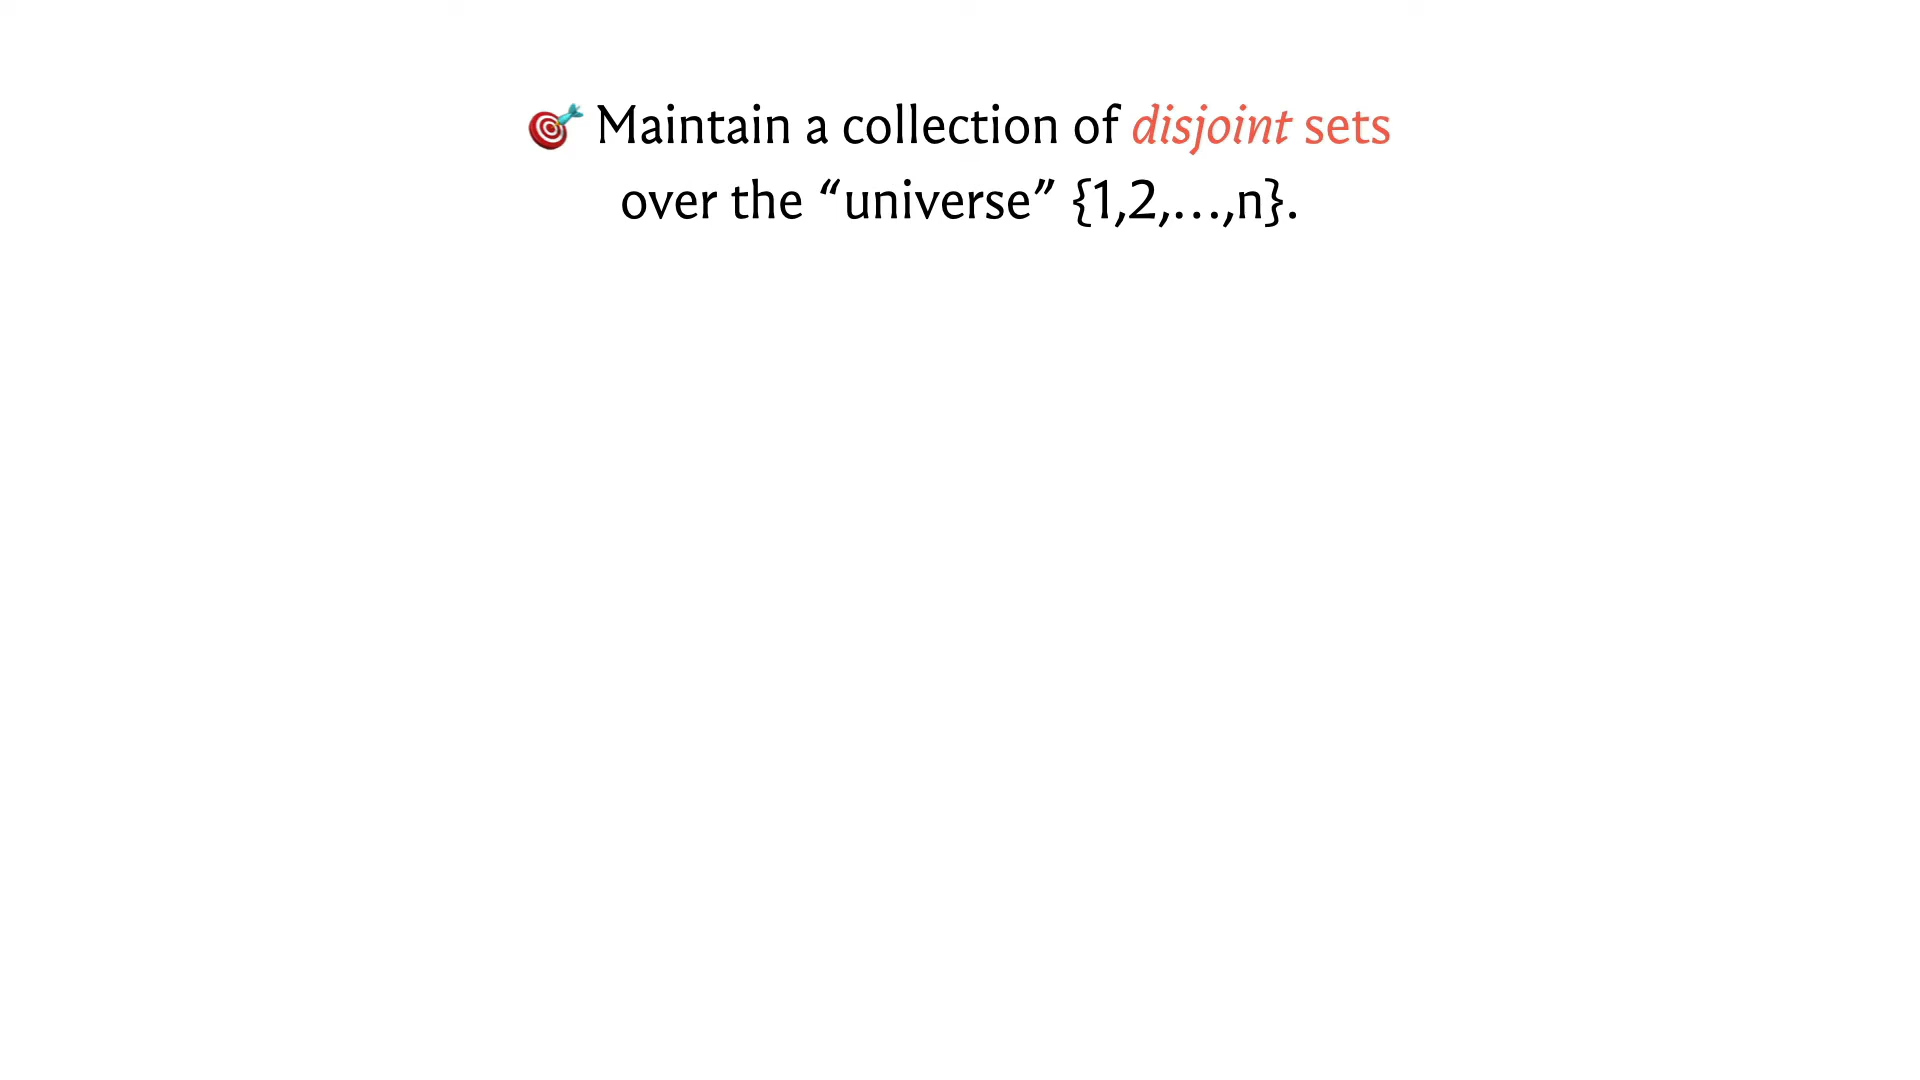 🎯 Maintain a collection of disjoint sets
over the “universe” {1,2,…,n}.